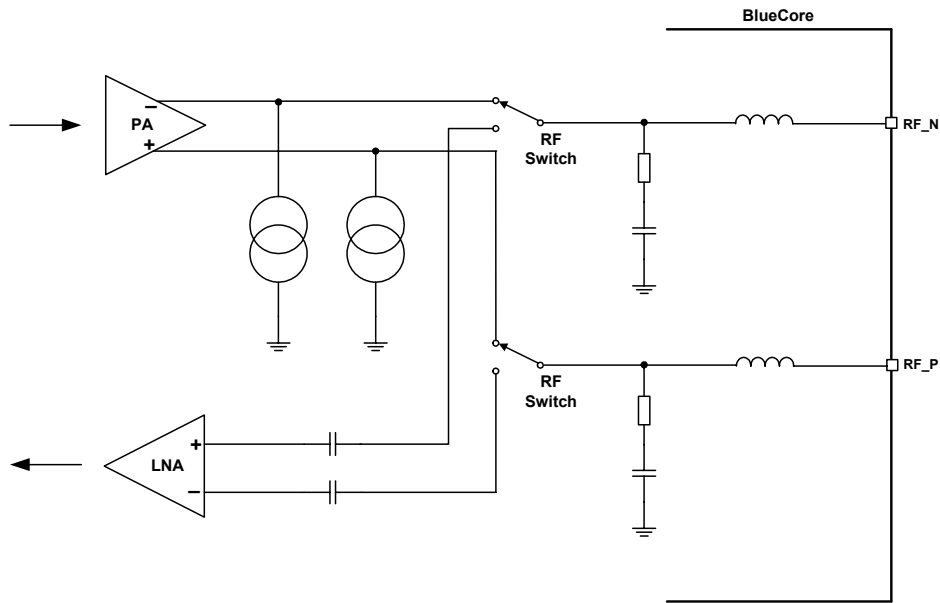 BlueCore
−
PA
+
RF
Switch
RF_N
RF
Switch
RF_P
+
LNA
−